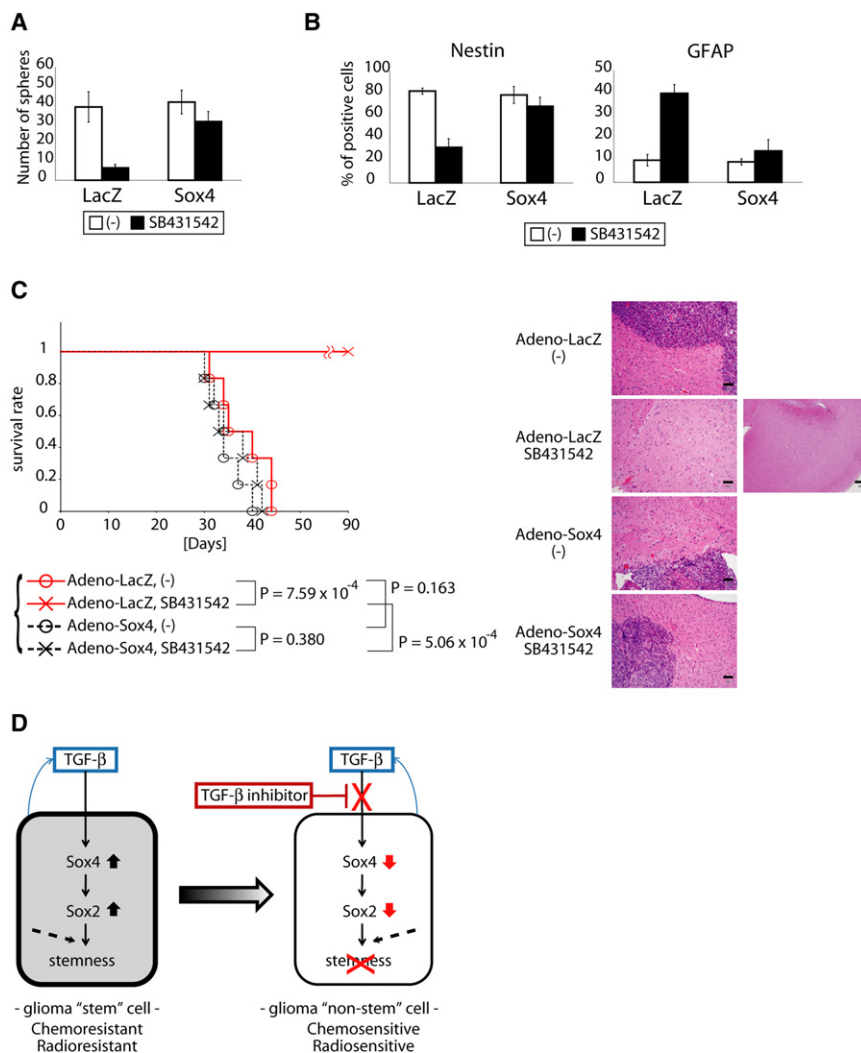 A
Number of spheres
60
50
40
30
20
10
0
LacZ
Sox4
(-) SB431542
B
Nestin
GFAP
% of positive cells
100
80
60
40
20
0
LacZ
Sox4
50
40
30
20
10
0
LacZ
Sox4
(-) SB431542
C
survival rate
1
0.8
0.6
0.4
0.2
0
30
40
90
[Days]
Adeno-LacZ, (-)
Adeno-LacZ, SB431542
Adeno-Sox4, (-)
Adeno-Sox4, SB431542
P = 7.59 x 10-4
P = 0.380
P = 0.163
P = 5.06 x 10-4
Adeno-LacZ
(-)
Adeno-LacZ
SB431542
Adeno-Sox4
(-)
Adeno-Sox4
SB431542
D
TGF-β
Sox4
Sox2
stemness
- glioma "stem" cell -
Chemoresistant
Radioresistant
TGF-β
TGF-β inhibitor
Sox4
Sox2
stemness
- glioma "non-stem" cell -
Chemosensitive
Radiosensitive